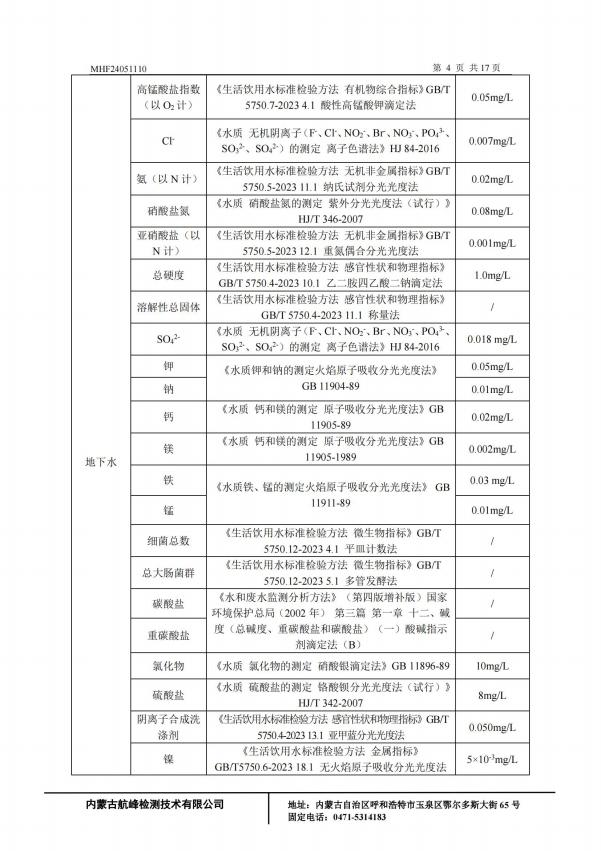 MHF24051110
第 4 页 共 17 页
地下水
高锰酸盐指数
（以 O₂ 计）
《生活饮用水标准检验方法 有机物综合指标》GB/T
5750.7-2023 4.1 酸性高锰酸钾滴定法
0.05mg/L
Cl⁻
《水质 无机阴离子（F⁻、Cl⁻、NO₂⁻、Br⁻、NO₃⁻、PO₄³⁻、
SO₃²⁻、SO₄²⁻）的测定 离子色谱法》HJ 84-2016
0.007mg/L
氨（以 N 计）
《生活饮用水标准检验方法 无机非金属指标》GB/T
5750.5-2023 11.1 纳氏试剂分光光度法
0.02mg/L
硝酸盐氮
《水质 硝酸盐氮的测定 紫外分光光度法（试行）》
HJ/T 346-2007
0.08mg/L
亚硝酸盐（以
N 计）
《生活饮用水标准检验方法 无机非金属指标》GB/T
5750.5-2023 12.1 重氮偶合分光光度法
0.001mg/L
总硬度
《生活饮用水标准检验方法 感官性状和物理指标》
GB/T 5750.4-2023 10.1 乙二胺四乙酸二钠滴定法
1.0mg/L
溶解性总固体
《生活饮用水标准检验方法 感官性状和物理指标》
GB/T 5750.4-2023 11.1 称量法
/
SO₄²⁻
《水质 无机阴离子（F⁻、Cl⁻、NO₂⁻、Br⁻、NO₃⁻、PO₄³⁻、
SO₃²⁻、SO₄²⁻）的测定 离子色谱法》HJ 84-2016
0.018 mg/L
钾
《水质钾和钠的测定火焰原子吸收分光光度法》
GB 11904-89
0.05mg/L
钠
0.01mg/L
钙
《水质 钙和镁的测定 原子吸收分光光度法》GB
11905-89
0.02mg/L
镁
《水质 钙和镁的测定 原子吸收分光光度法》GB
11905-1989
0.002mg/L
铁
《水质铁、锰的测定火焰原子吸收分光光度法》 GB
11911-89
0.03 mg/L
锰
0.01mg/L
细菌总数
《生活饮用水标准检验方法 微生物指标》GB/T
5750.12-2023 4.1 平皿计数法
/
总大肠菌群
《生活饮用水标准检验方法 微生物指标》GB/T
5750.12-2023 5.1 多管发酵法
/
碳酸盐
《水和废水监测分析方法》（第四版增补版）国家
环境保护总局（2002 年） 第三篇 第一章 十二、碱
度（总碱度、重碳酸盐和碳酸盐）（一）酸碱指示
剂滴定法（B）
/
重碳酸盐
/
氯化物
《水质 氯化物的测定 硝酸银滴定法》GB 11896-89
10mg/L
硫酸盐
《水质 硫酸盐的测定 铬酸钡分光光度法（试行）》
HJ/T 342-2007
8mg/L
阴离子合成洗
涤剂
《生活饮用水标准检验方法 感官性状和物理指标》GB/T
5750.4-2023 13.1 亚甲蓝分光光度法
0.050mg/L
镍
《生活饮用水标准检验方法 金属指标》
GB/T5750.6-2023 18.1 无火焰原子吸收分光光度法
5×10⁻³mg/L
内蒙古航峰检测技术有限公司
地址：内蒙古自治区呼和浩特市玉泉区鄂尔多斯大街 65 号
固定电话：0471-5314183